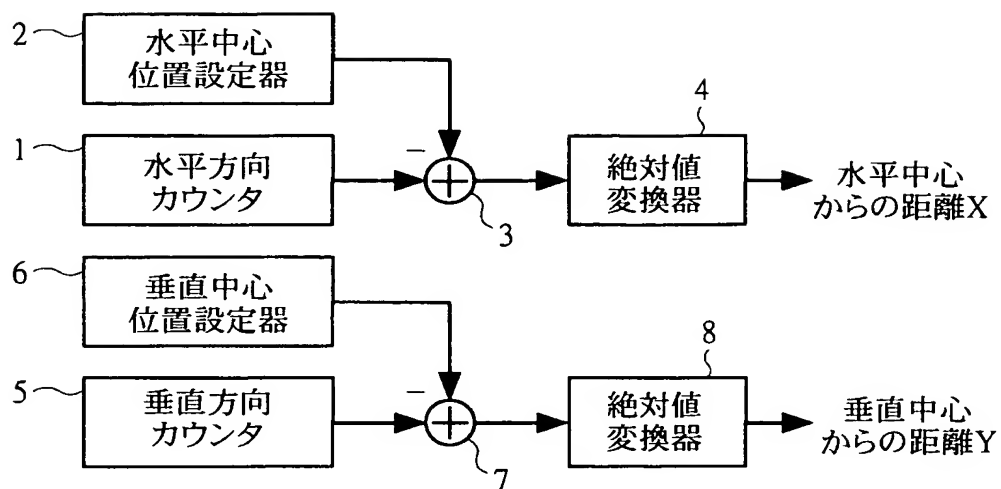 2
水平中心
位置設定器
1
水平方向
カウンタ
−
3
4
絶対値
変換器
水平中心
からの距離X
6
垂直中心
位置設定器
5
垂直方向
カウンタ
−
7
8
絶対値
変換器
垂直中心
からの距離Y